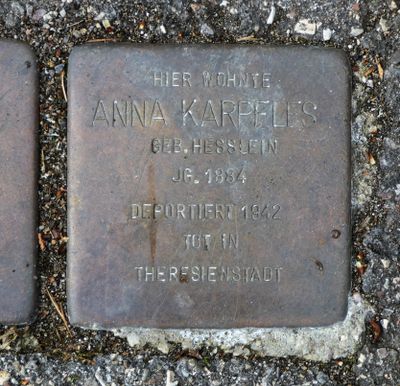 HIER WOHNTE
ANNA KARPELES
GEB. HESSLEIN
JG. 1884
DEPORTIERT 1942
TOT IN
THERESIENSTADT